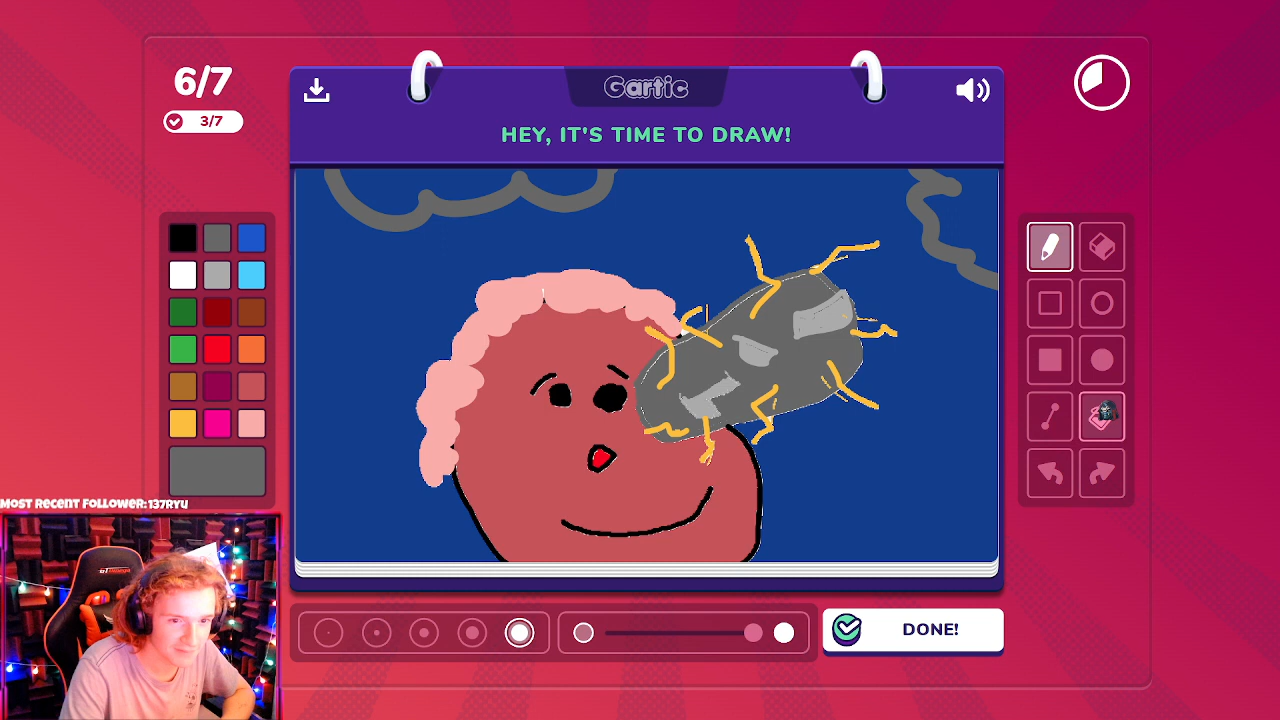 6/7
3/7
Gartic
HEY, IT'S TIME TO DRAW!
MOST RECENT FOLLOWER: 137RYU
DONE!